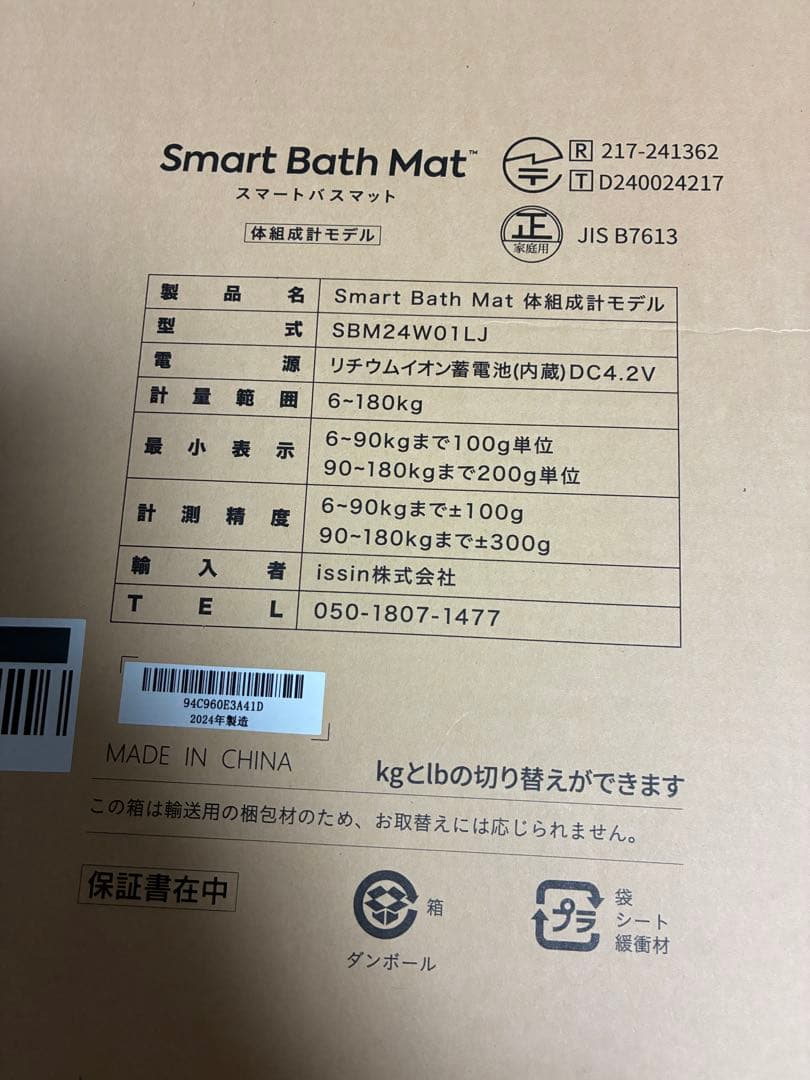 Smart Bath Mat™
スマートバスマット
体組成計モデル
R 217-241362
T D240024217
正 家庭用 JIS B7613
製品名 Smart Bath Mat 体組成計モデル
型式 SBM24W01LJ
電源 リチウムイオン蓄電池(内蔵)DC4.2V
計量範囲 6~180kg
最小表示 6~90kgまで100g単位
90~180kgまで200g単位
計測精度 6~90kgまで±100g
90~180kgまで±300g
輸入者 issin株式会社
TEL 050-1807-1477
94C960E3A41D
2024年製造
MADE IN CHINA
kgとlbの切り替えができます
この箱は輸送用の梱包材のため、お取替えには応じられません。
保証書在中
箱
ダンボール
プラ
袋
シート
緩衝材